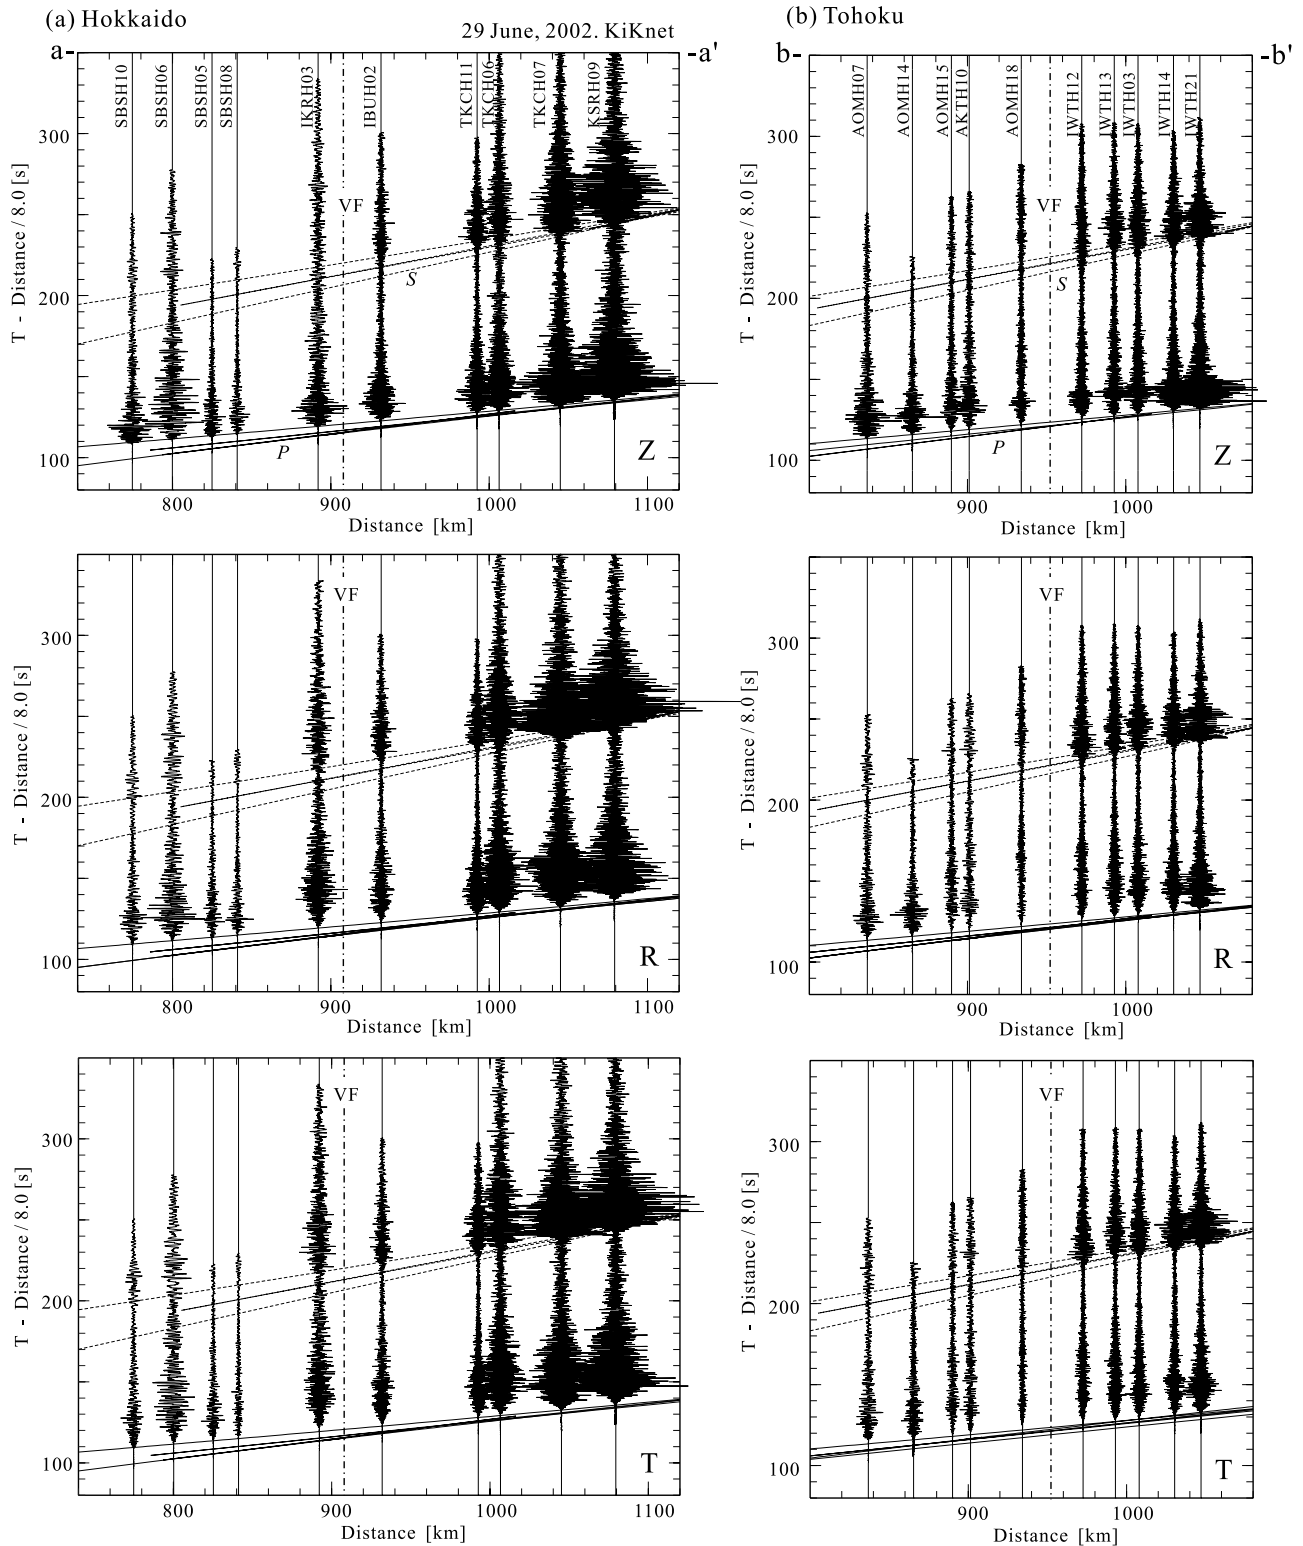 (a) Hokkaido
29 June, 2002. KiKnet
a-
-a'
SBSH10
SBSH06
SBSH05
SBSH08
IKRH03
IBUH02
TKCH11
TKCH06
TKCH07
KSRH09
VF
S
P
Z
300
200
100
T - Distance / 8.0 [s]
800
900
1000
1100
Distance [km]
(b) Tohoku
b-
-b'
AOMH07
AOMH14
AOMH15
AKTH10
AOMH18
IWTH12
IWTH13
IWTH03
IWTH14
IWTH21
VF
S
P
Z
300
200
100
T - Distance / 8.0 [s]
900
1000
Distance [km]
VF
R
300
200
100
T - Distance / 8.0 [s]
800
900
1000
1100
Distance [km]
VF
R
300
200
100
T - Distance / 8.0 [s]
900
1000
Distance [km]
VF
T
300
200
100
T - Distance / 8.0 [s]
800
900
1000
1100
Distance [km]
VF
T
300
200
100
T - Distance / 8.0 [s]
900
1000
Distance [km]